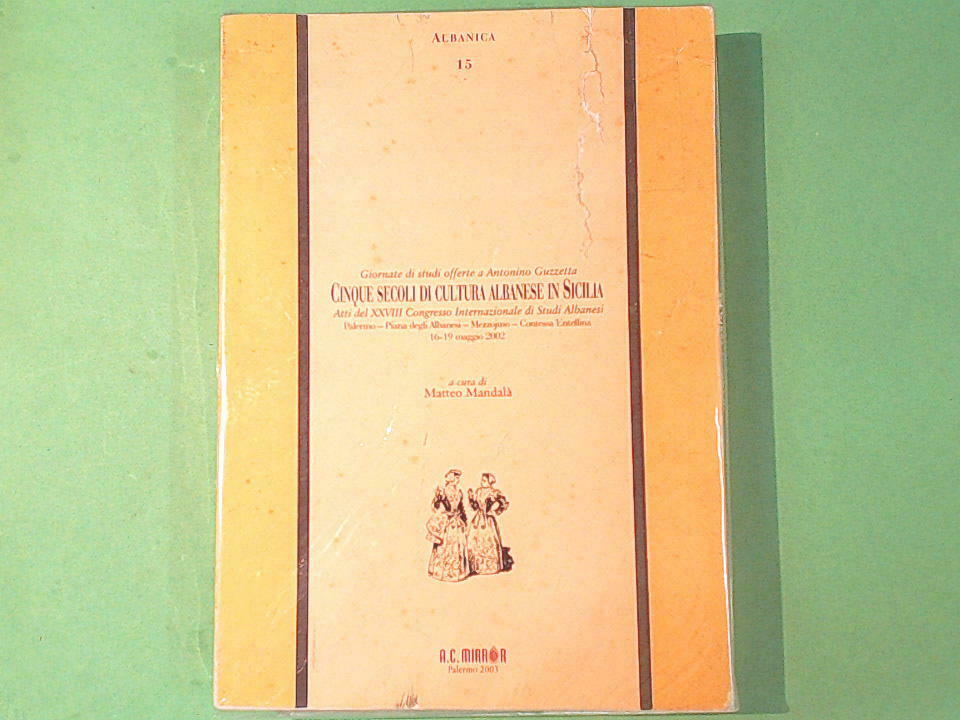 ALBANICA
15
Giornate di studi offerte a Antonino Guzzetta
CINQUE SECOLI DI CULTURA ALBANESE IN SICILIA
Atti del XXVIII Congresso Internazionale di Studi Albanesi
Palermo – Piana degli Albanesi – Mezzojuso – Contessa Entellina
16-19 maggio 2002
a cura di
Matteo Mandalà
A.C. MIRROR
Palermo 2003